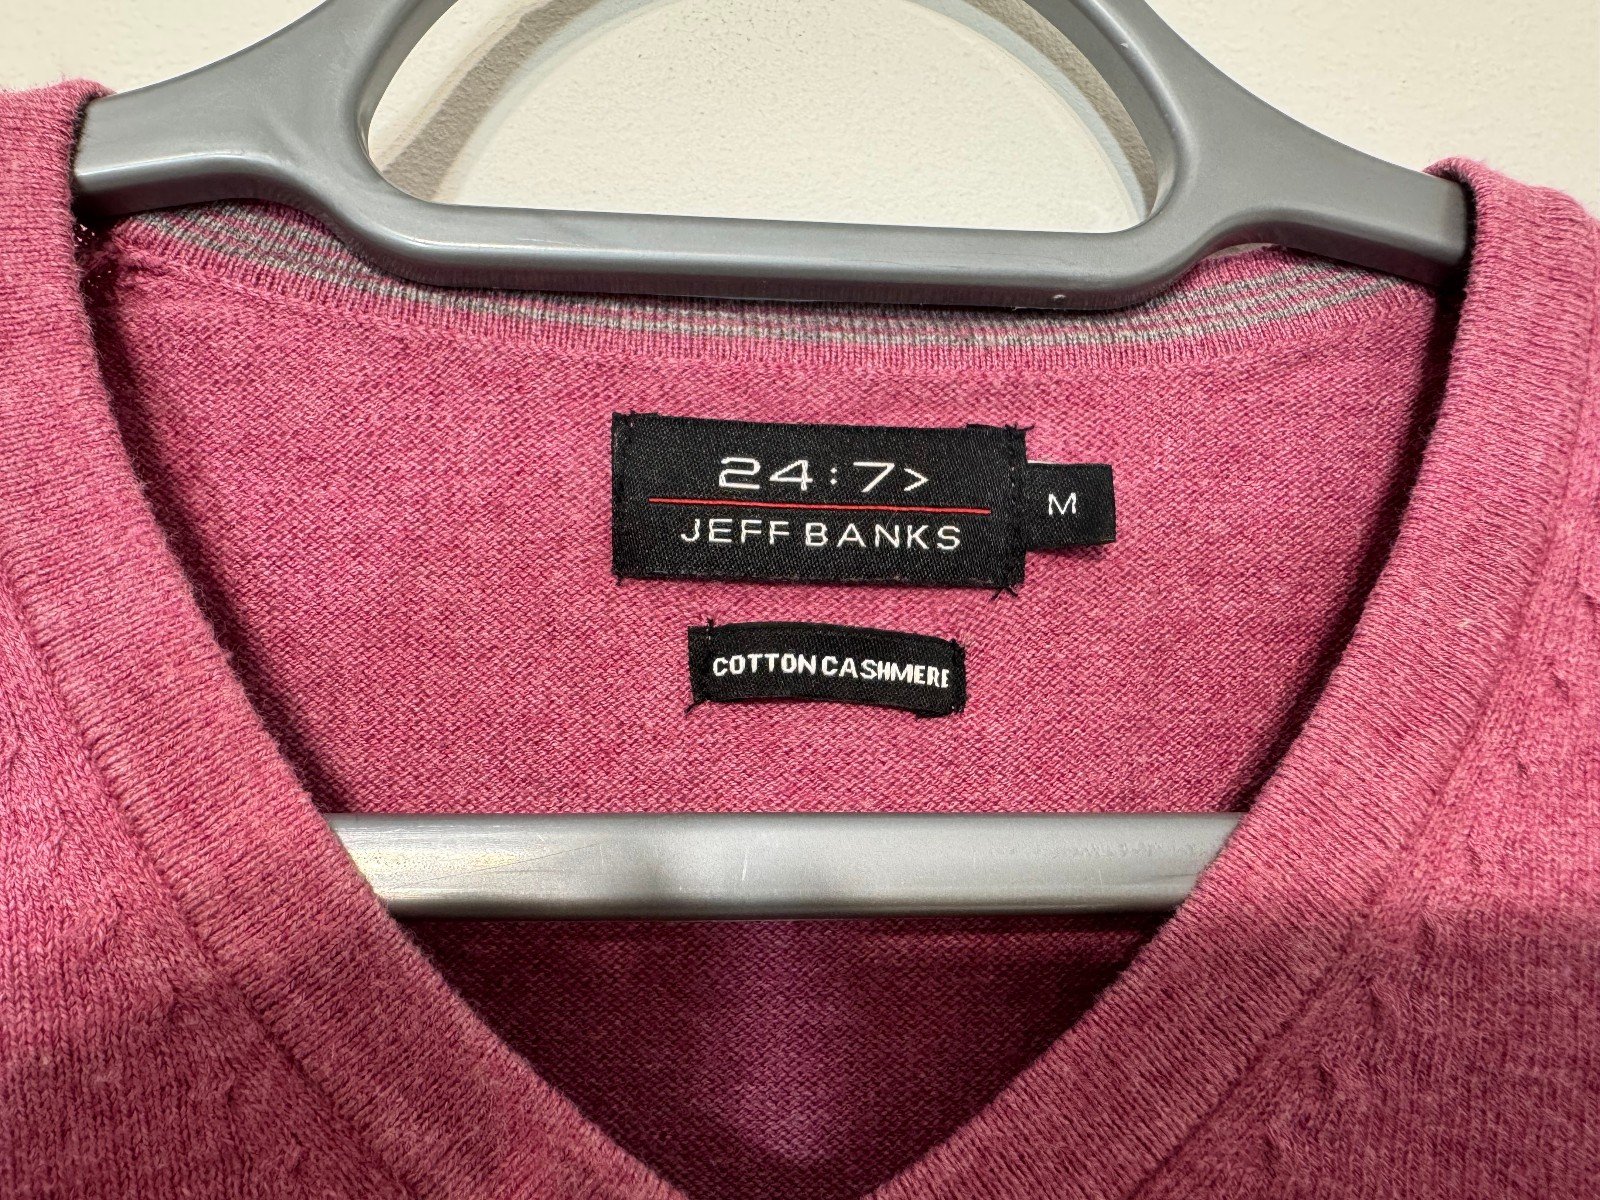 24:7>
JEFF BANKS
M
COTTON CASHMERE